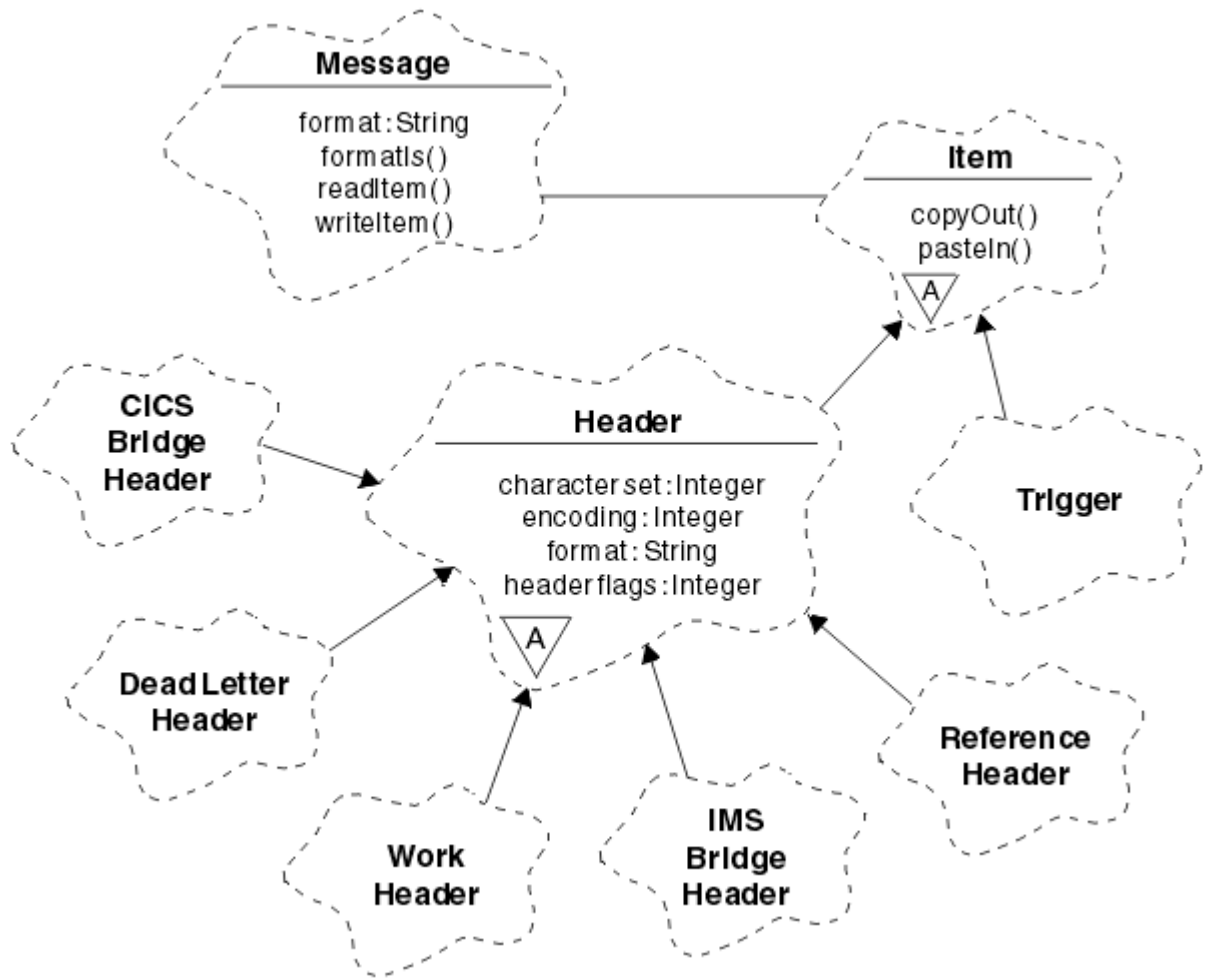 Message
format:String
formatIs()
readItem()
writeItem()
Item
copyOut()
pasteIn()
A
CICS
Bridge
Header
Header
character set:Integer
encoding:Integer
format:String
header flags:Integer
A
Trigger
Dead Letter
Header
Reference
Header
Work
Header
IMS
Bridge
Header